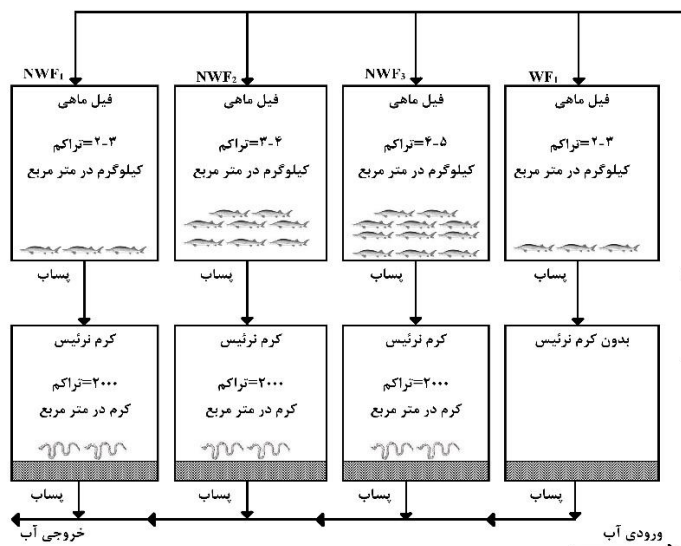 NWF₁
فیل ماهی
۲-۳=تراکم
کیلوگرم در متر مربع
پساب
کرم نرئیس
۲۰۰۰=تراکم
کرم در متر مربع
پساب
NWF₂
فیل ماهی
۳-۴=تراکم
کیلوگرم در متر مربع
پساب
کرم نرئیس
۲۰۰۰=تراکم
کرم در متر مربع
پساب
NWF₃
فیل ماهی
۴-۵=تراکم
کیلوگرم در متر مربع
پساب
کرم نرئیس
۲۰۰۰=تراکم
کرم در متر مربع
پساب
WF₁
فیل ماهی
۲-۳=تراکم
کیلوگرم در متر مربع
پساب
بدون کرم نرئیس
پساب
خروجی آب
ورودی آب